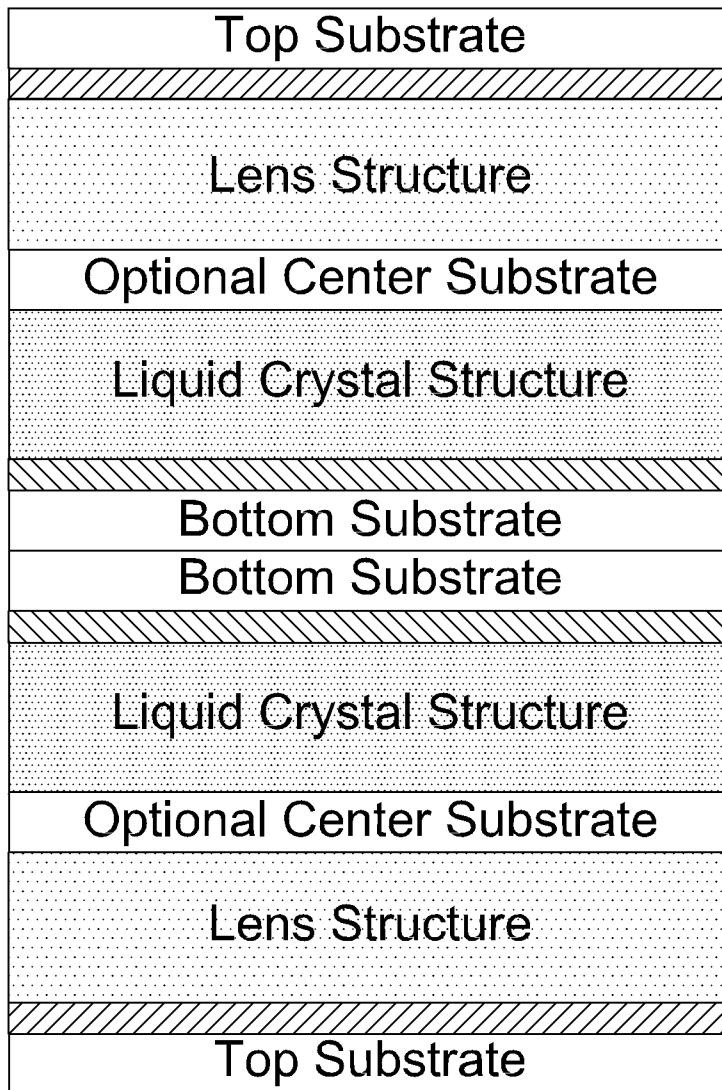 Top Substrate
Lens Structure
Optional Center Substrate
Liquid Crystal Structure
Bottom Substrate
Bottom Substrate
Liquid Crystal Structure
Optional Center Substrate
Lens Structure
Top Substrate